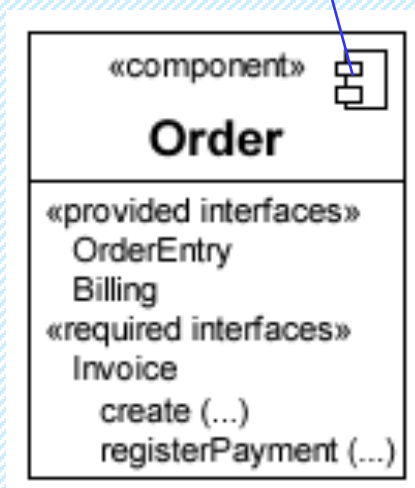 «component»
Order
«provided interfaces»
OrderEntry
Billing
«required interfaces»
Invoice
create (...)
registerPayment (...)